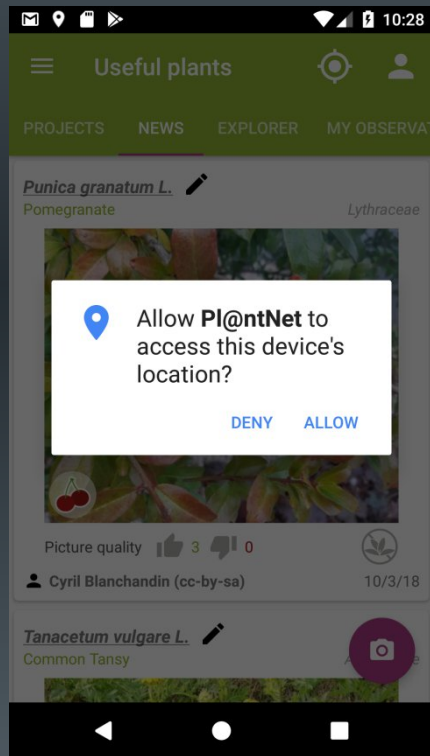 10:28
Useful plants
PROJECTS NEWS EXPLORER MY OBSERVAT
Punica granatum L.
Pomegranate Lythraceae
Allow Pl@ntNet to
access this device's
location?
DENY ALLOW
Picture quality 3 0
Cyril Blanchandin (cc-by-sa) 10/3/18
Tanacetum vulgare L.
Common Tansy